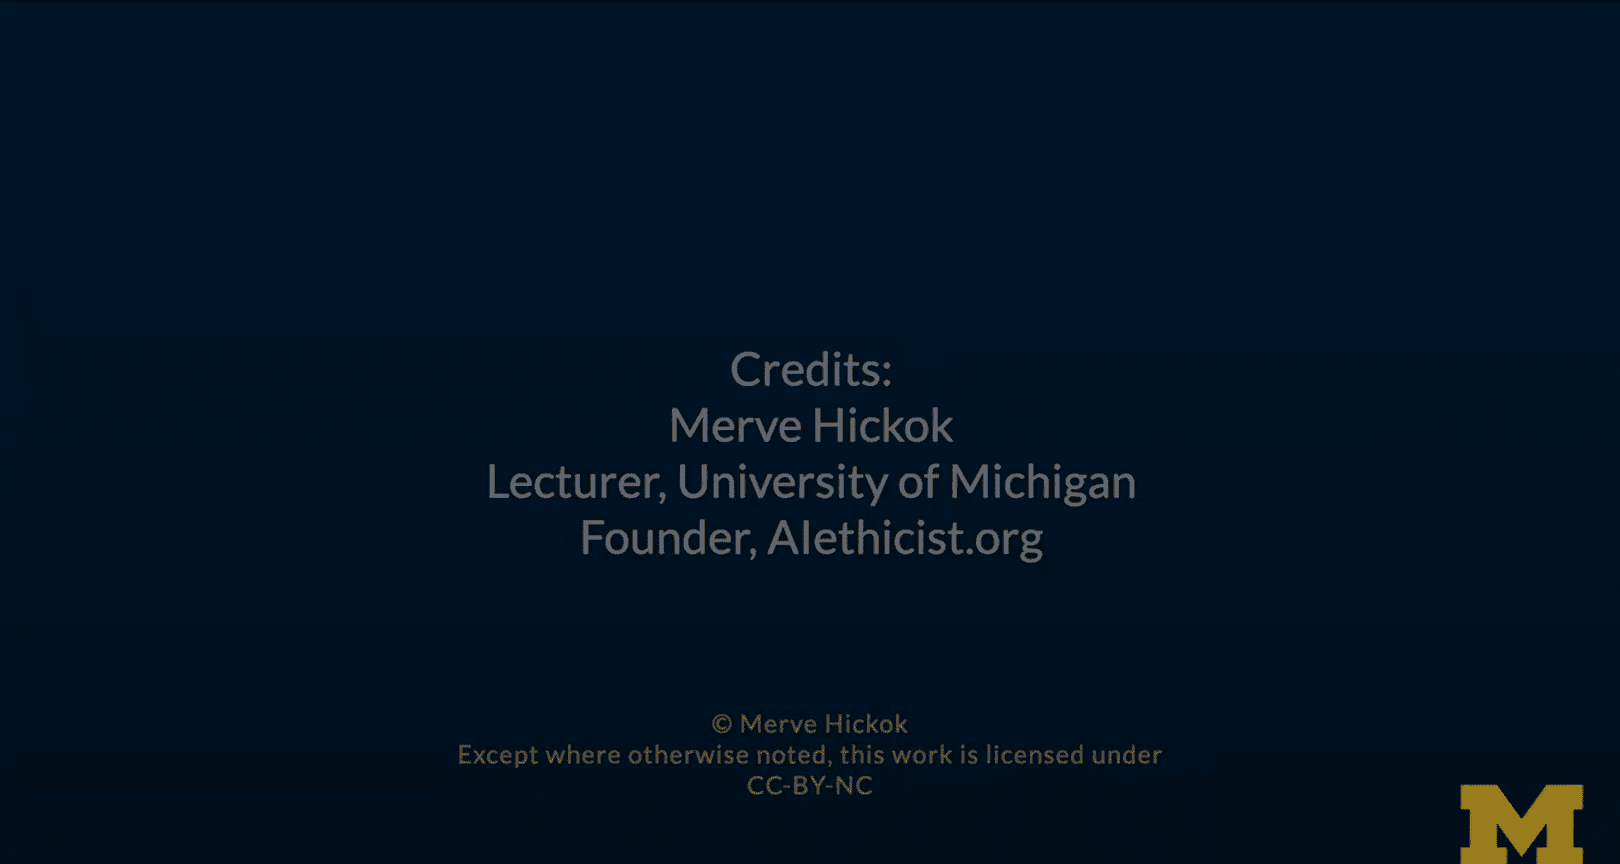 Credits:
Merve Hickok
Lecturer, University of Michigan
Founder, AIethicist.org
© Merve Hickok
Except where otherwise noted, this work is licensed under
CC-BY-NC
M